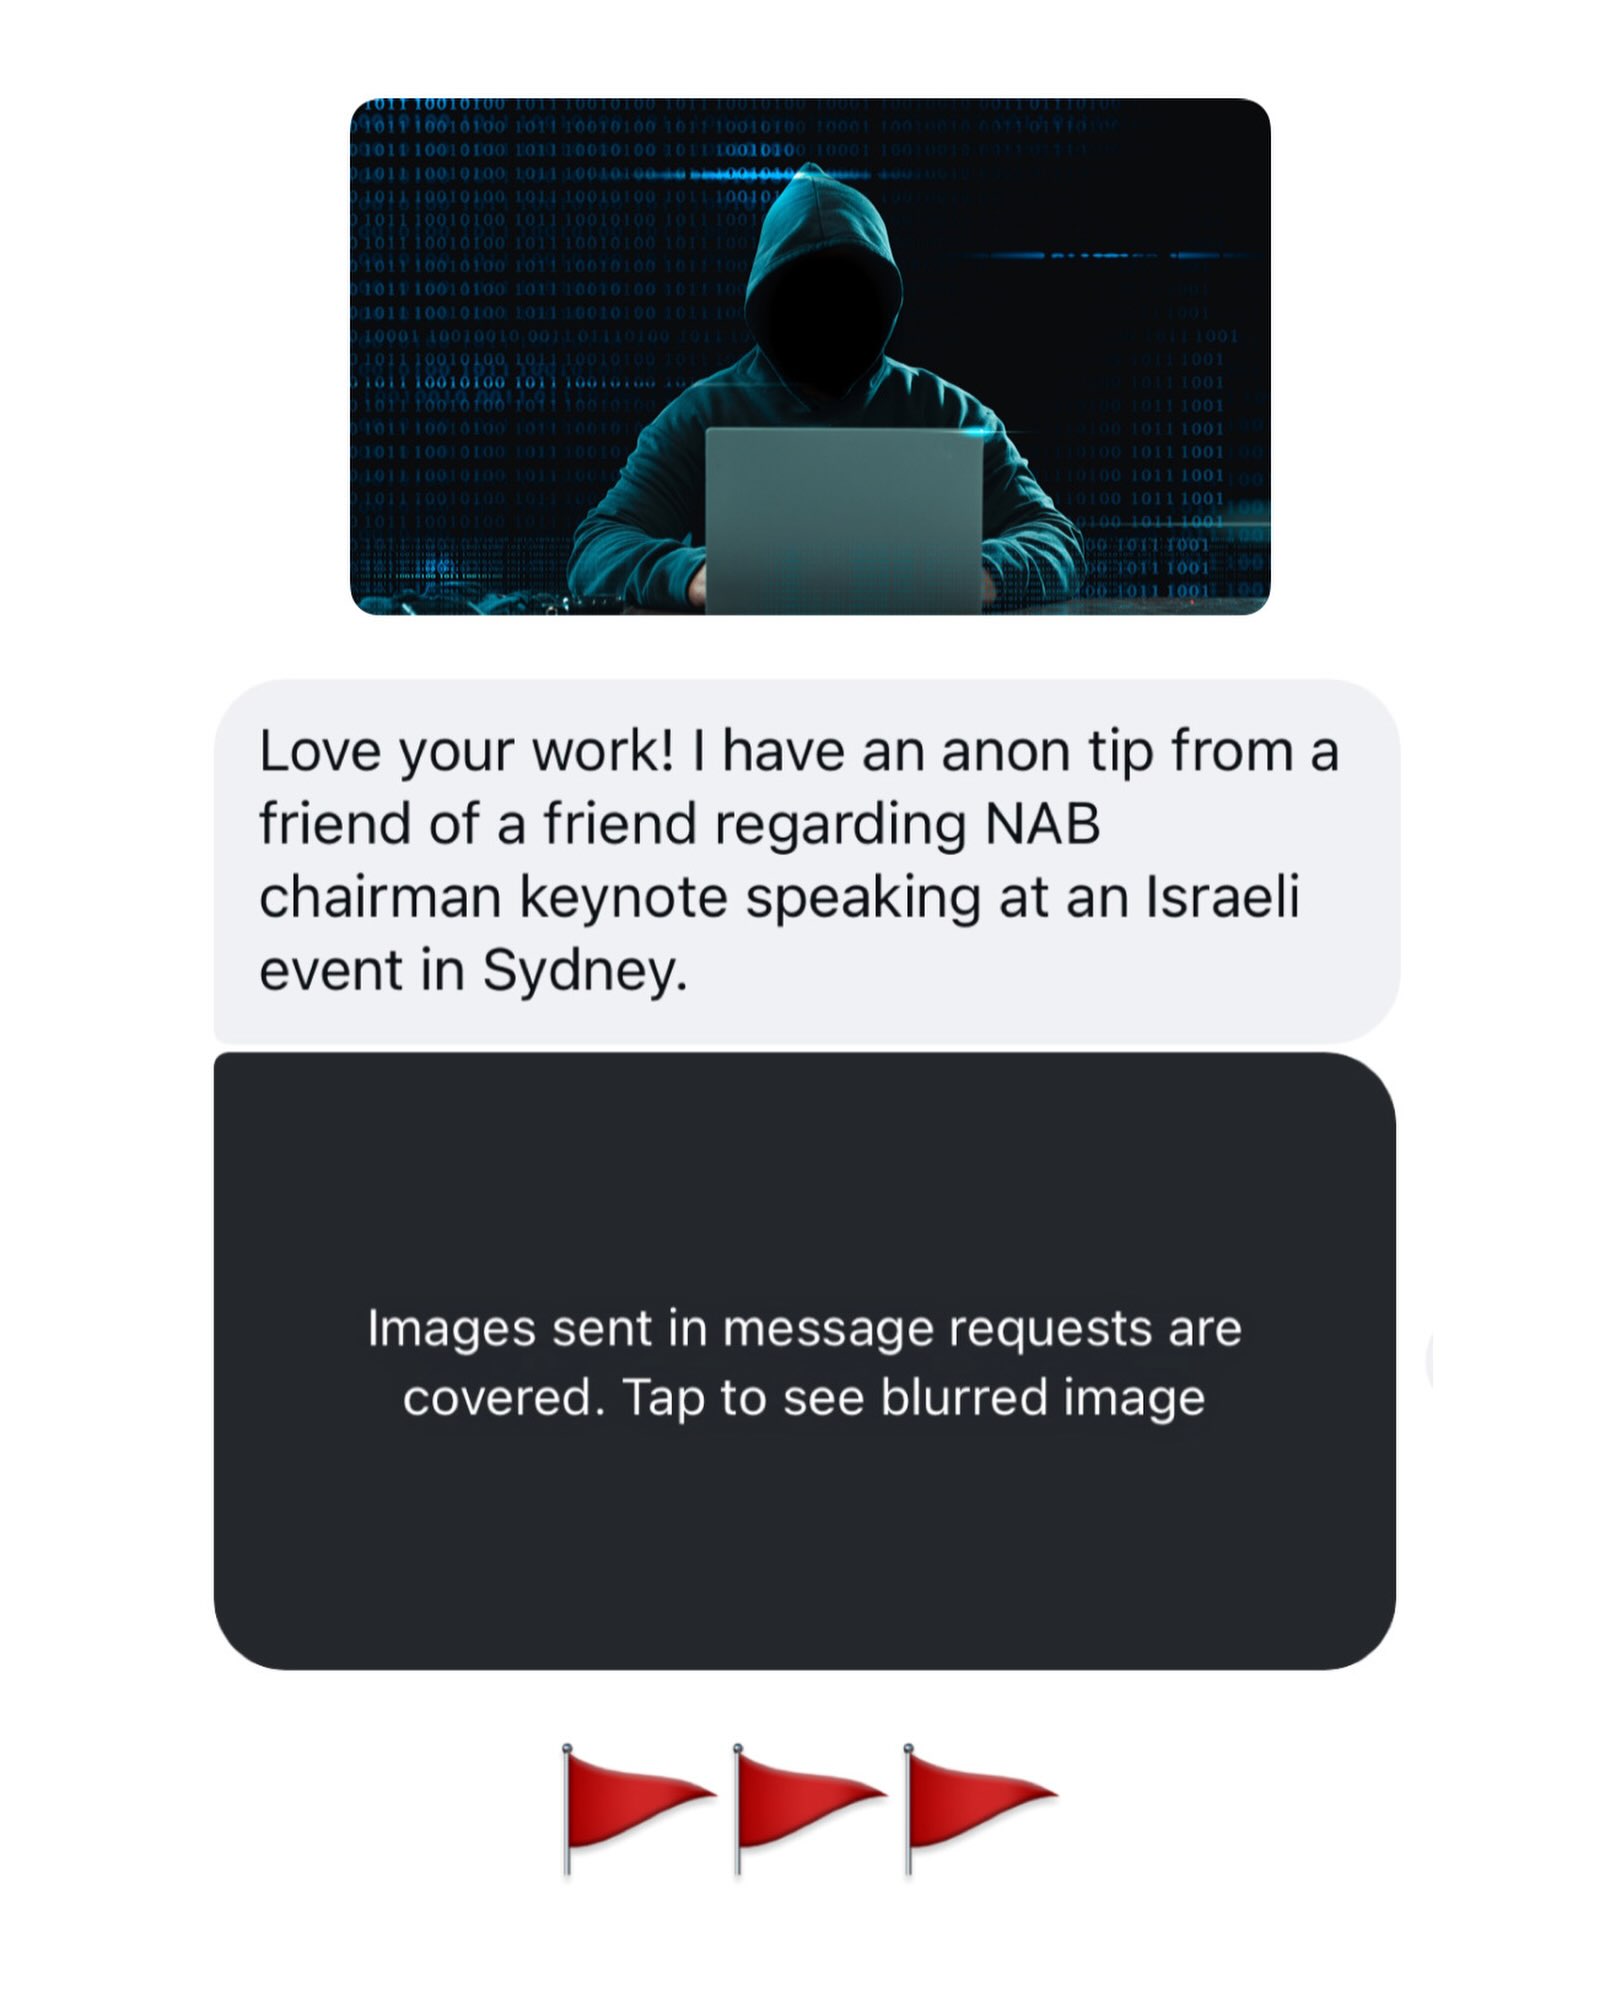 Love your work! I have an anon tip from a
friend of a friend regarding NAB
chairman keynote speaking at an Israeli
event in Sydney.
Images sent in message requests are
covered. Tap to see blurred image